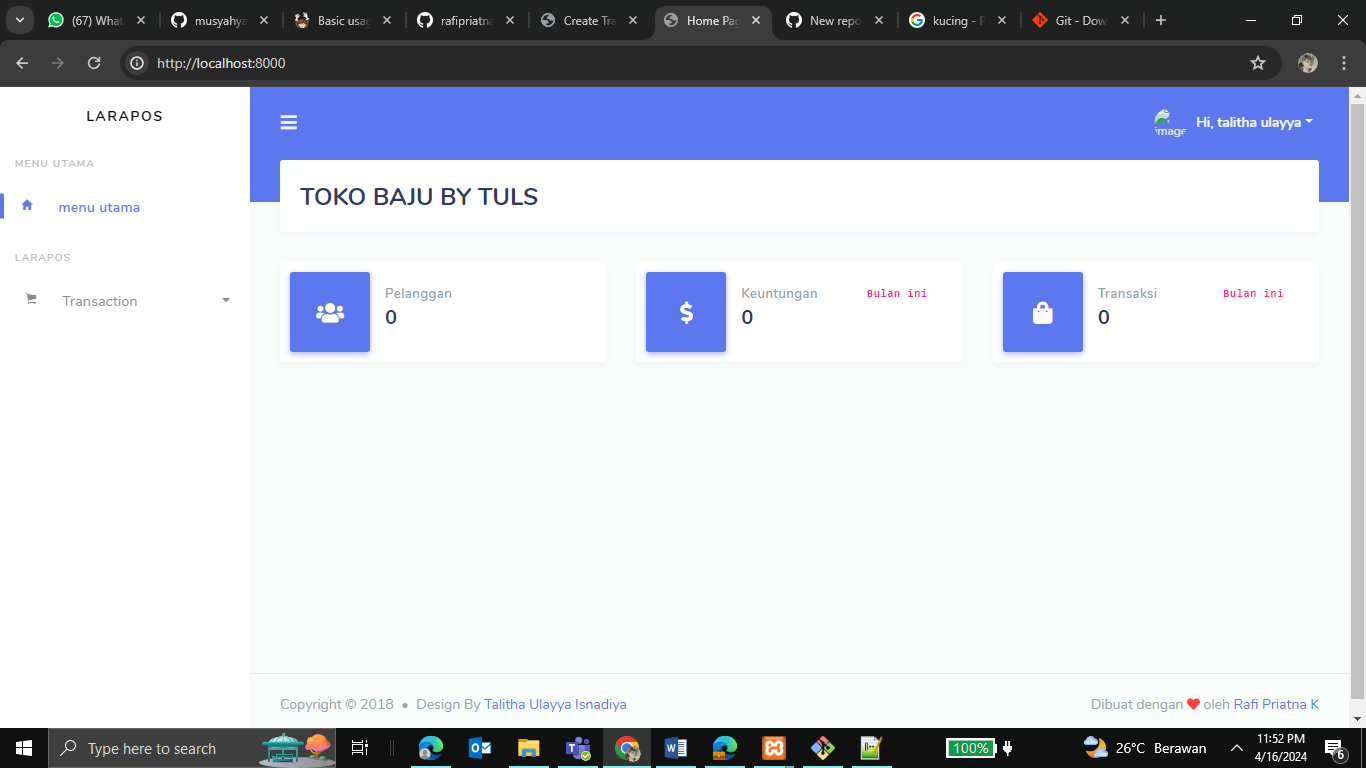 (67) What
musyahya
Basic usag
rafipriatna
Create Tra
Home Pag
New repo
kucing - P
Git - Dow
http://localhost:8000
LARAPOS
image
Hi, talitha ulayya
MENU UTAMA
menu utama
LARAPOS
Transaction
TOKO BAJU BY TULS
Pelanggan
0
Keuntungan
Bulan ini
0
Transaksi
Bulan ini
0
Copyright © 2018 • Design By Talitha Ulayya Isnadiya
Dibuat dengan ❤ oleh Rafi Priatna K
Type here to search
100%
26°C Berawan
11:52 PM
4/16/2024
6